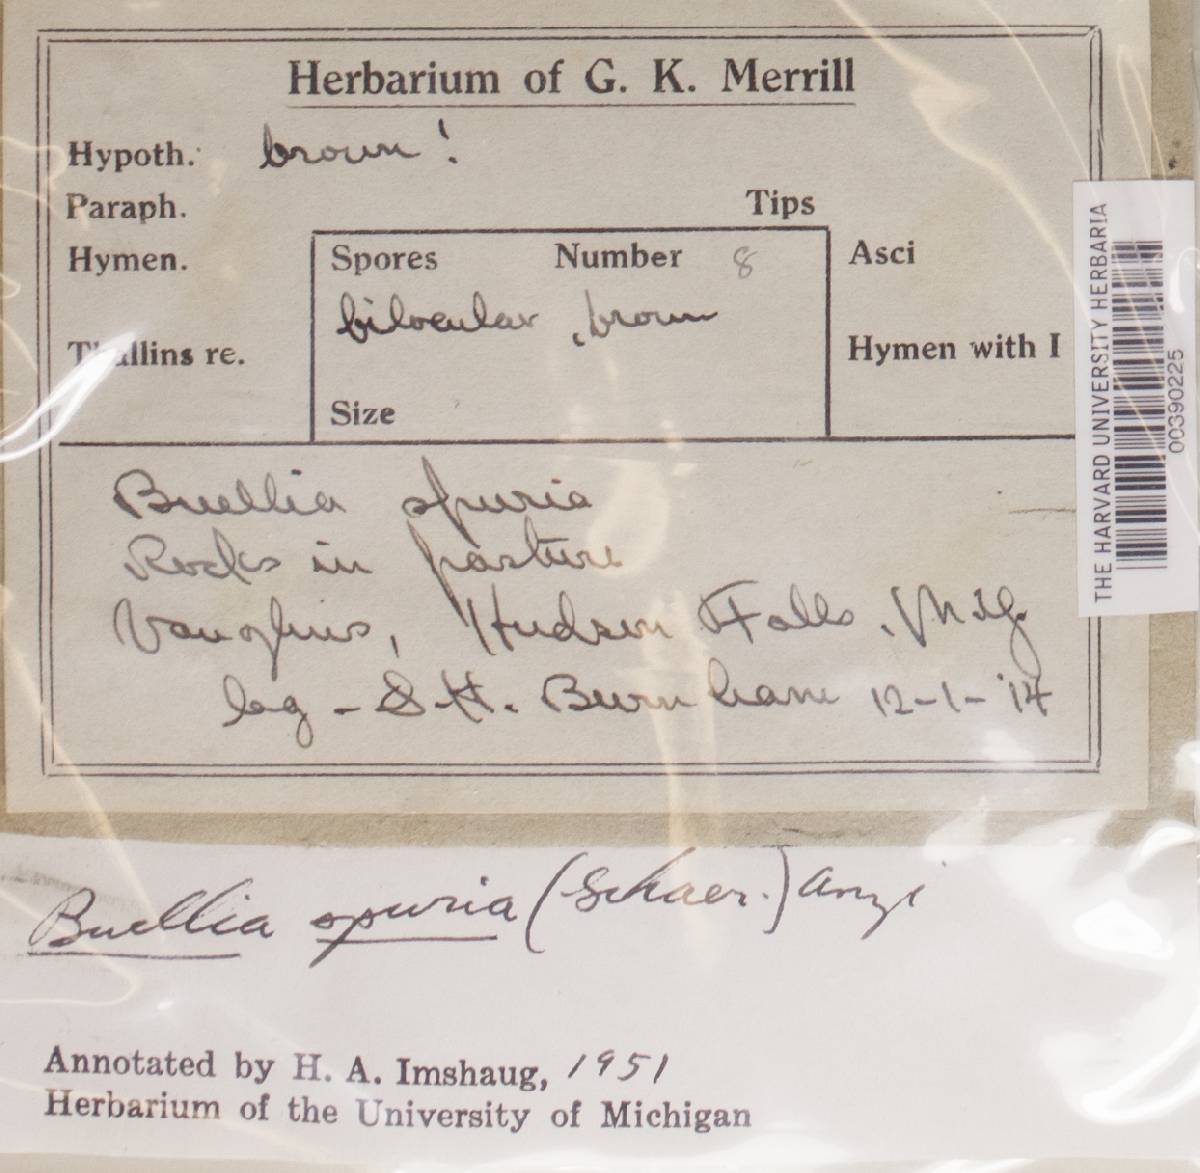 Herbarium of G. K. Merrill
Hypoth. brown!
Paraph. Tips
Hymen. Spores Number 8 Asci
bilocular, brown
Thallins re. Hymen with I
Size
Buellia spuria
Rocks in pasture
Vaughns, Hudson Falls, N.Y.
leg - S. H. Burnham 12-1-'14
THE HARVARD UNIVERSITY HERBARIA
00390225
Buellia spuria (Schaer.) Anzi
Annotated by H. A. Imshaug, 1951
Herbarium of the University of Michigan